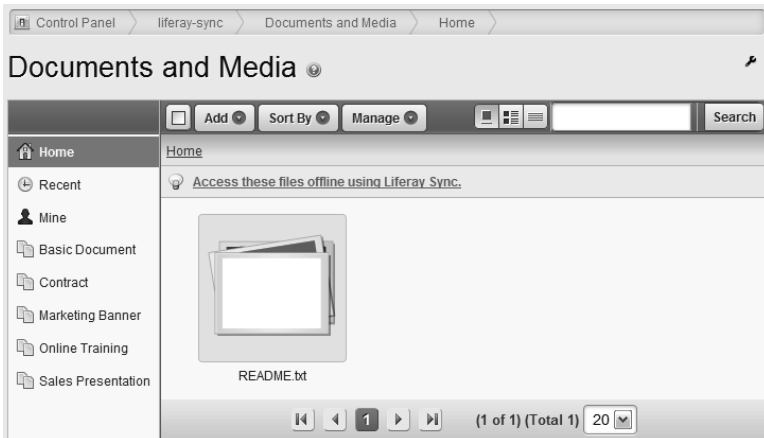 Control Panel liferay-sync Documents and Media Home
Documents and Media
Add Sort By Manage Search
Home
Home
Access these files offline using Liferay Sync.
Recent
Mine
Basic Document
Contract
Marketing Banner
Online Training
Sales Presentation
README.txt
1 (1 of 1) (Total 1) 20